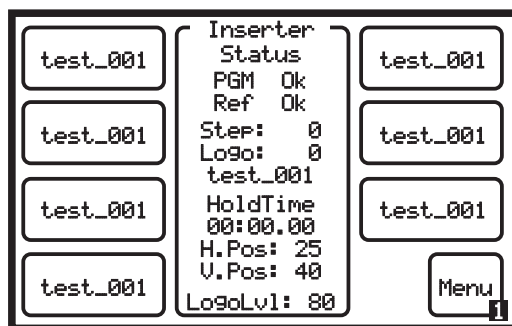 test_001
test_001
test_001
test_001
Inserter
Status
PGM Ok
Ref Ok
Step: 0
Logo: 0
test_001
HoldTime
00:00.00
H.Pos: 25
V.Pos: 40
LogoLvl: 80
test_001
test_001
test_001
Menu
1